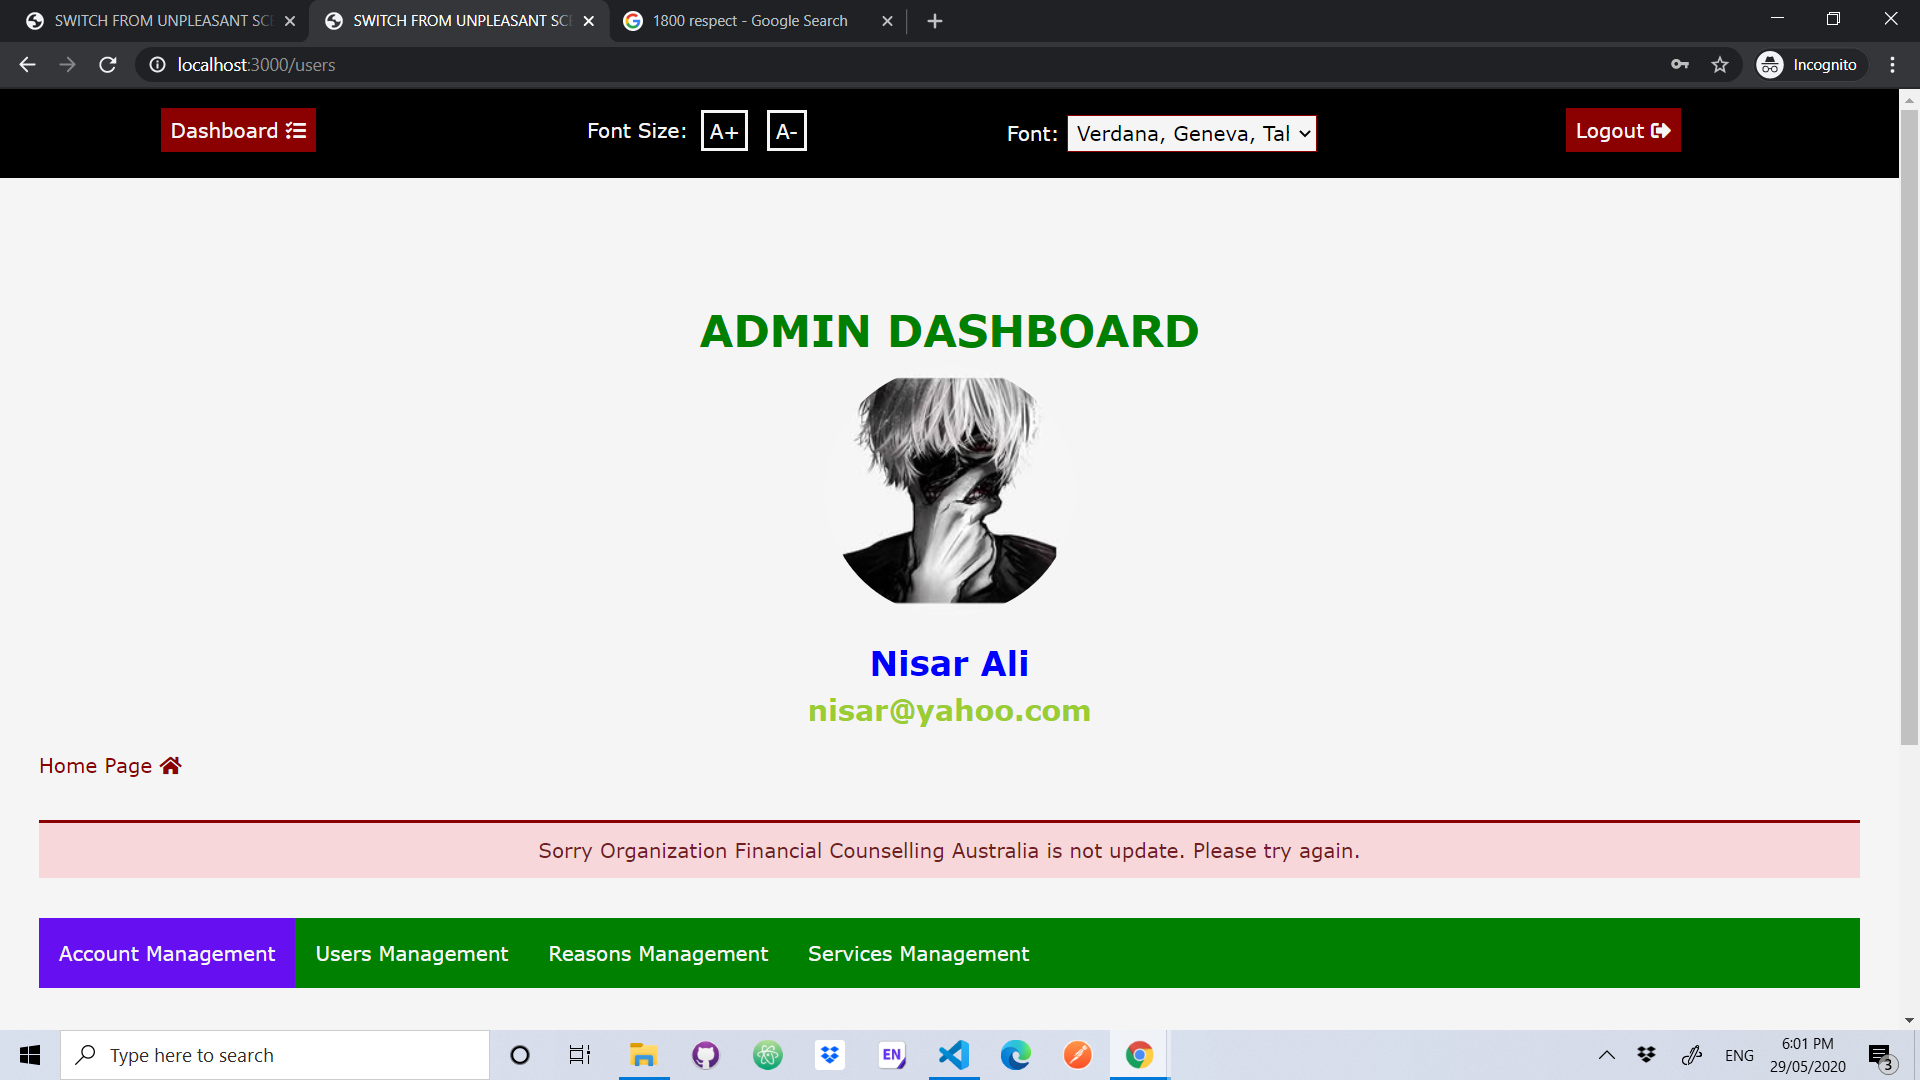 SWITCH FROM UNPLEASANT SC
SWITCH FROM UNPLEASANT SC
1800 respect - Google Search
localhost:3000/users
Incognito
Dashboard
Font Size:
A+
A-
Font:
Verdana, Geneva, Tal
Logout
ADMIN DASHBOARD
Nisar Ali
nisar@yahoo.com
Home Page
Sorry Organization Financial Counselling Australia is not update. Please try again.
Account Management
Users Management
Reasons Management
Services Management
Type here to search
EN
ENG
6:01 PM
29/05/2020
3